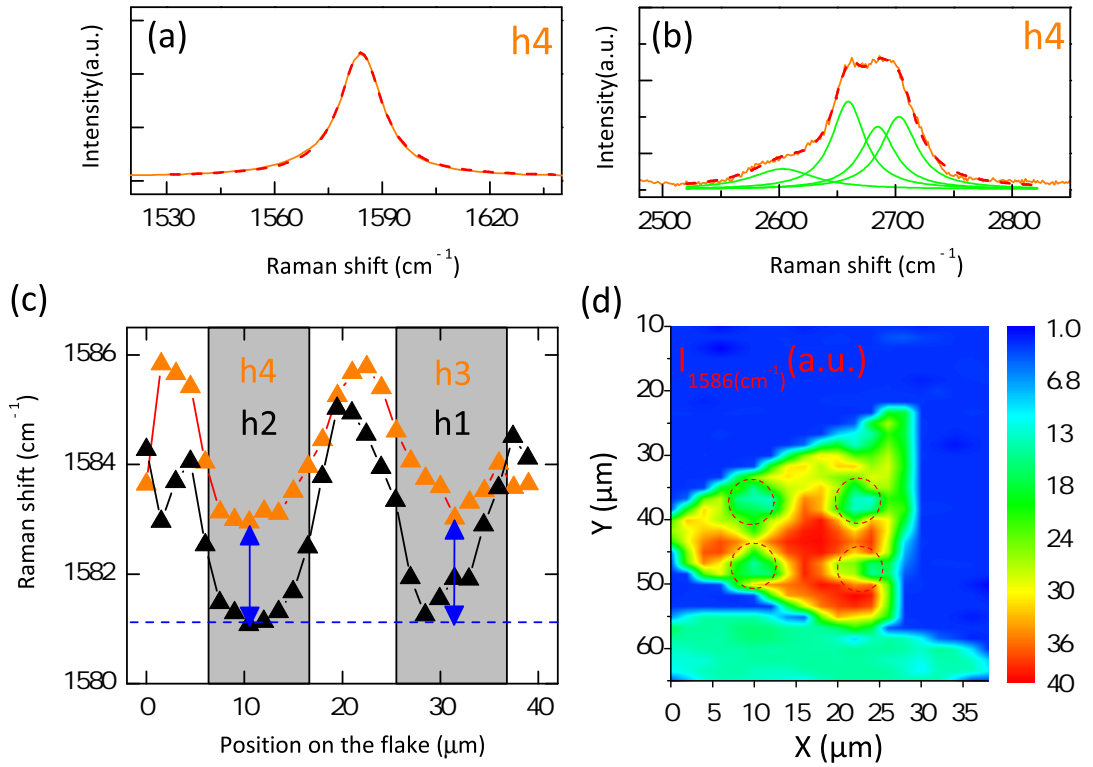 (a)
h4
Intensity(a.u.)
1530
1560
1590
1620
Raman shift (cm⁻¹)
(b)
h4
Intensity(a.u.)
2500
2600
2700
2800
Raman shift (cm⁻¹)
(c)
1586
1584
1582
1580
Raman shift (cm⁻¹)
h4
h3
h2
h1
0
10
20
30
40
Position on the flake (µm)
(d)
I1586(cm⁻¹)(a.u.)
10
20
30
40
50
60
Y (µm)
0
5
10
15
20
25
30
35
X (µm)
1.0
6.8
13
18
24
30
36
40